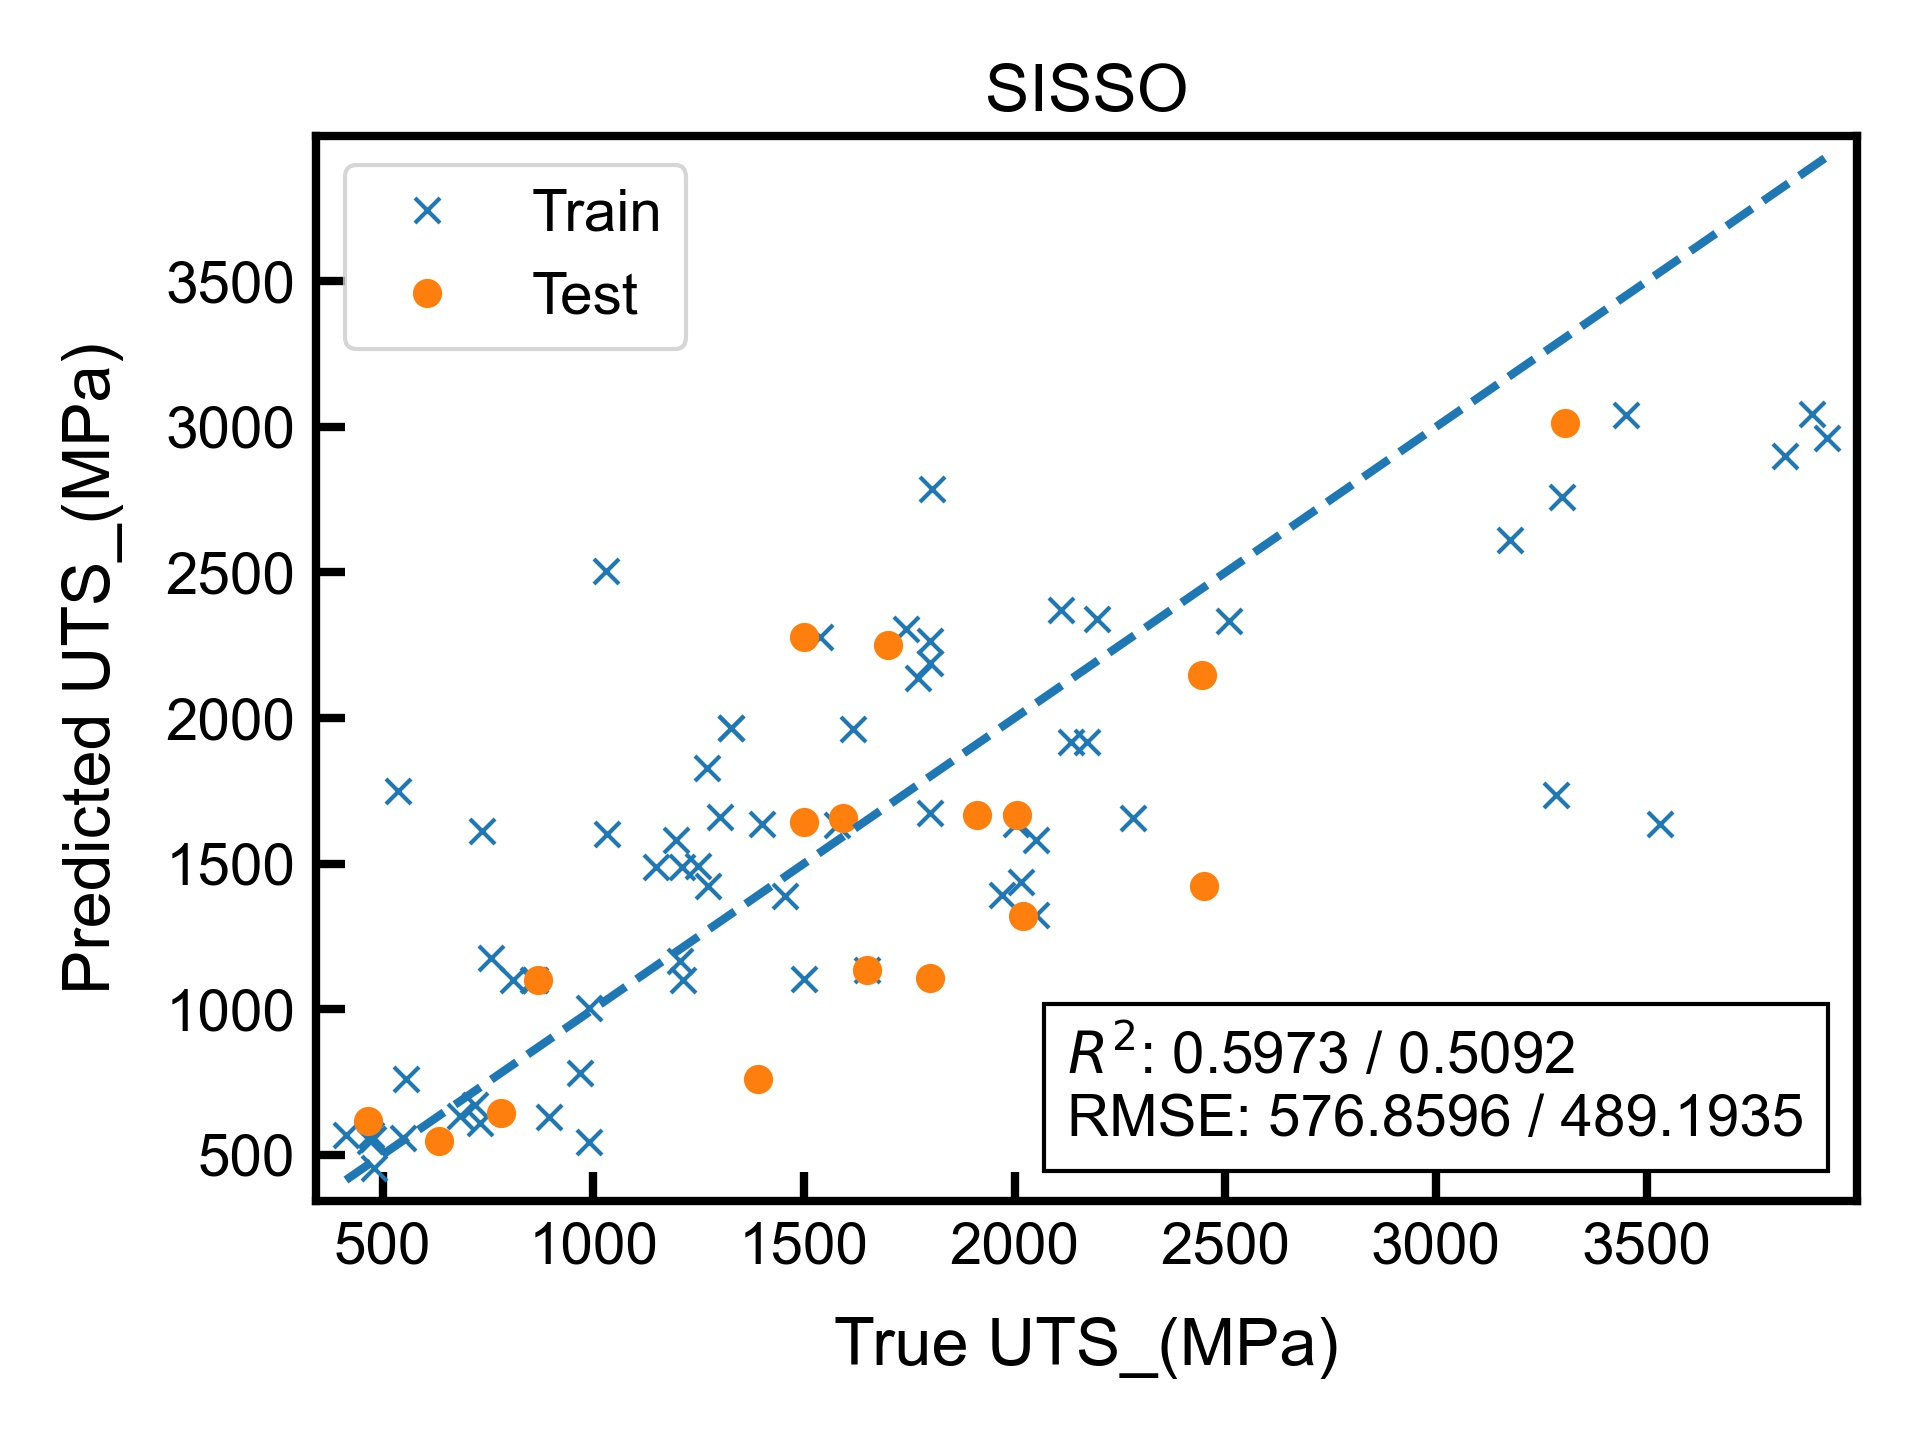 SISSO
Train
Test
3500
3000
2500
2000
1500
1000
500
Predicted UTS_(MPa)
R²: 0.5973 / 0.5092
RMSE: 576.8596 / 489.1935
500 1000 1500 2000 2500 3000 3500
True UTS_(MPa)